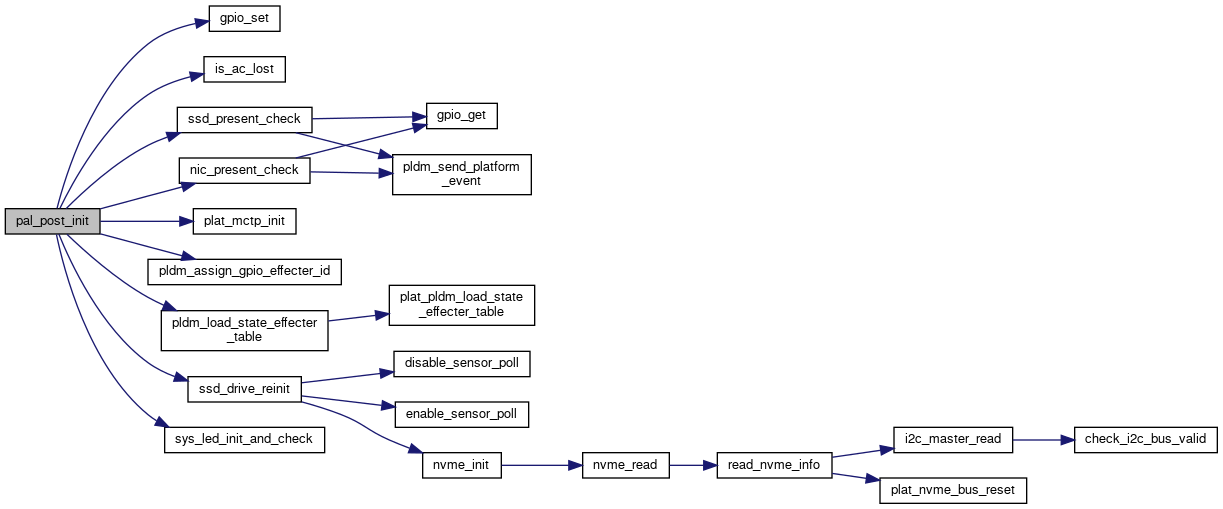 gpio_set
is_ac_lost
ssd_present_check
gpio_get
nic_present_check
pldm_send_platform
_event
pal_post_init
plat_mctp_init
pldm_assign_gpio_effecter_id
plat_pldm_load_state
_effecter_table
pldm_load_state_effecter
_table
disable_sensor_poll
ssd_drive_reinit
enable_sensor_poll
sys_led_init_and_check
i2c_master_read
check_i2c_bus_valid
nvme_init
nvme_read
read_nvme_info
plat_nvme_bus_reset